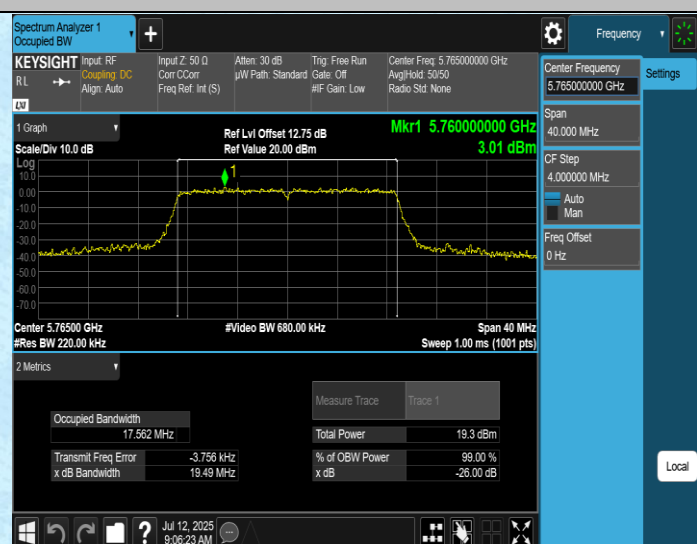 Spectrum Analyzer 1
Occupied BW
+
Frequency
KEYSIGHT
RL
LXI
Input: RF
Coupling: DC
Align: Auto
Input Z: 50 Ω
Corr CCorr
Freq Ref: Int (S)
Atten: 30 dB
µW Path: Standard
Trig: Free Run
Gate: Off
#IF Gain: Low
Center Freq: 5.765000000 GHz
Avg|Hold: 50/50
Radio Std: None
Center Frequency
5.765000000 GHz
Settings
Span
40.000 MHz
CF Step
4.000000 MHz
Auto
Man
Freq Offset
0 Hz
Local
1 Graph
Scale/Div 10.0 dB
Ref Lvl Offset 12.75 dB
Ref Value 20.00 dBm
Mkr1 5.760000000 GHz
3.01 dBm
Log
10.0
0.00
-10.0
-20.0
-30.0
-40.0
-50.0
-60.0
-70.0
1
Center 5.76500 GHz
#Res BW 220.00 kHz
#Video BW 680.00 kHz
Span 40 MHz
Sweep 1.00 ms (1001 pts)
2 Metrics
Measure Trace Trace 1
Occupied Bandwidth
17.562 MHz
Total Power 19.3 dBm
Transmit Freq Error -3.756 kHz
% of OBW Power 99.00 %
x dB Bandwidth 19.49 MHz
x dB -26.00 dB
?
Jul 12, 2025
9:06:23 AM